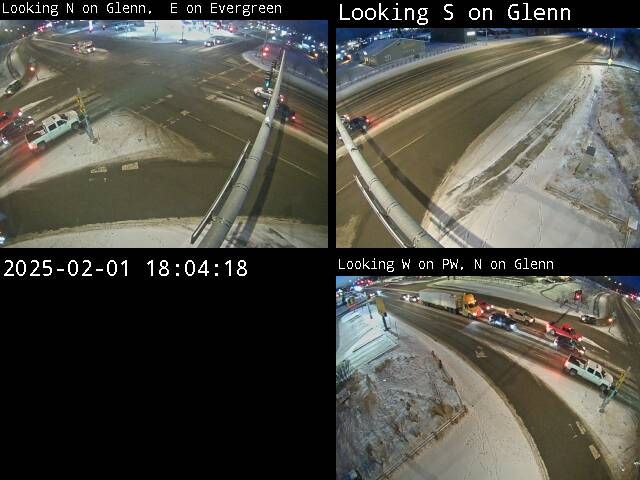 Looking N on Glenn,  E on Evergreen
Looking S on Glenn
2025-02-01 18:04:18
Looking W on PW, N on Glenn